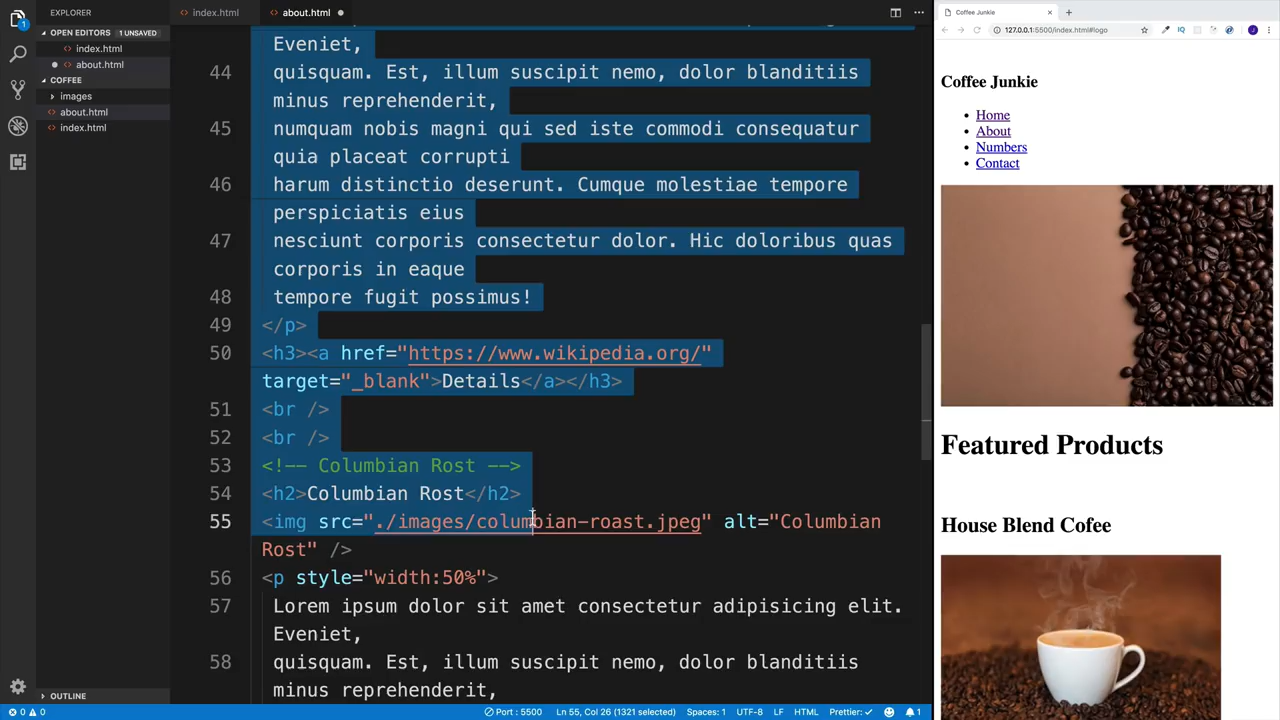 EXPLORER
OPEN EDITORS 1 UNSAVED
index.html
about.html
COFFEE
images
about.html
index.html
OUTLINE
index.html
about.html
Eveniet,
44 quisquam. Est, illum suscipit nemo, dolor blanditiis
minus reprehenderit,
45 numquam nobis magni qui sed iste commodi consequatur
quia placeat corrupti
46 harum distinctio deserunt. Cumque molestiae tempore
perspiciatis eius
47 nesciunt corporis consectetur dolor. Hic doloribus quas
corporis in eaque
48 tempore fugit possimus!
49 </p>
50 <h3><a href="https://www.wikipedia.org/"
target="_blank">Details</a></h3>
51 <br />
52 <br />
53 <!-- Columbian Rost -->
54 <h2>Columbian Rost</h2>
55 <img src="./images/columbian-roast.jpeg" alt="Columbian
Rost" />
56 <p style="width:50%">
57 Lorem ipsum dolor sit amet consectetur adipisicing elit.
Eveniet,
58 quisquam. Est, illum suscipit nemo, dolor blanditiis
minus reprehenderit,
0 0
Port : 5500
Ln 55, Col 26 (1321 selected)
Spaces: 1
UTF-8
LF
HTML
Prettier: ✓
1
Coffee Junkie
127.0.0.1:5500/index.html#logo
Coffee Junkie
Home
About
Numbers
Contact
Featured Products
House Blend Cofee